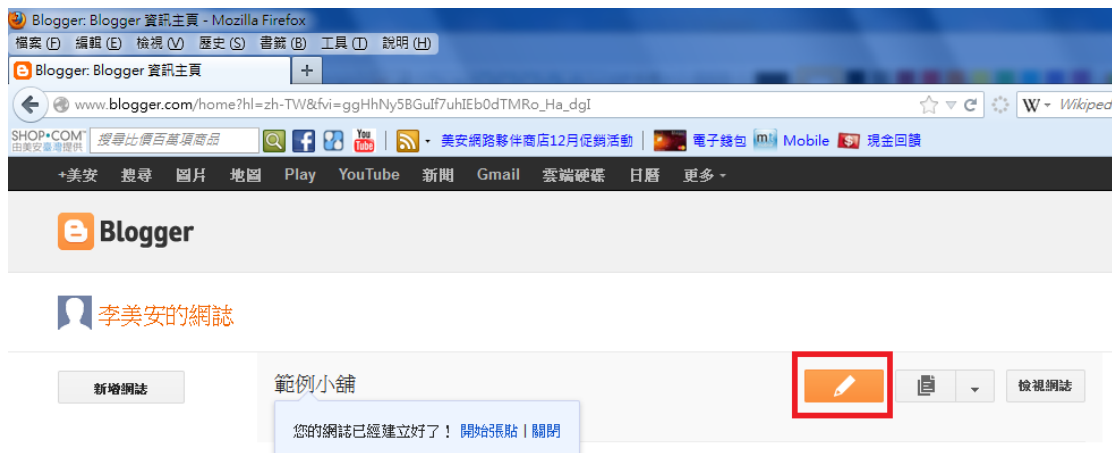 Blogger: Blogger 資訊主頁 - Mozilla Firefox
檔案(F) 編輯(E) 檢視(V) 歷史(S) 書籤(B) 工具(T) 說明(H)
Blogger: Blogger 資訊主頁 +
www.blogger.com/home?hl=zh-TW&fvi=ggHhNy5BGuIf7uhIEb0dTMRo_Ha_dgI W Wikiped
SHOP•COM 搜尋比價百萬項商品 You Tube 美安網路夥伴商店12月促銷活動 電子錢包 Mobile 現金回饋
由美安臺灣提供
+美安 搜尋 圖片 地圖 Play YouTube 新聞 Gmail 雲端硬碟 日曆 更多
Blogger
李美安的網誌
新增網誌 範例小舖 檢視網誌
您的網誌已經建立好了！ 開始張貼 | 關閉